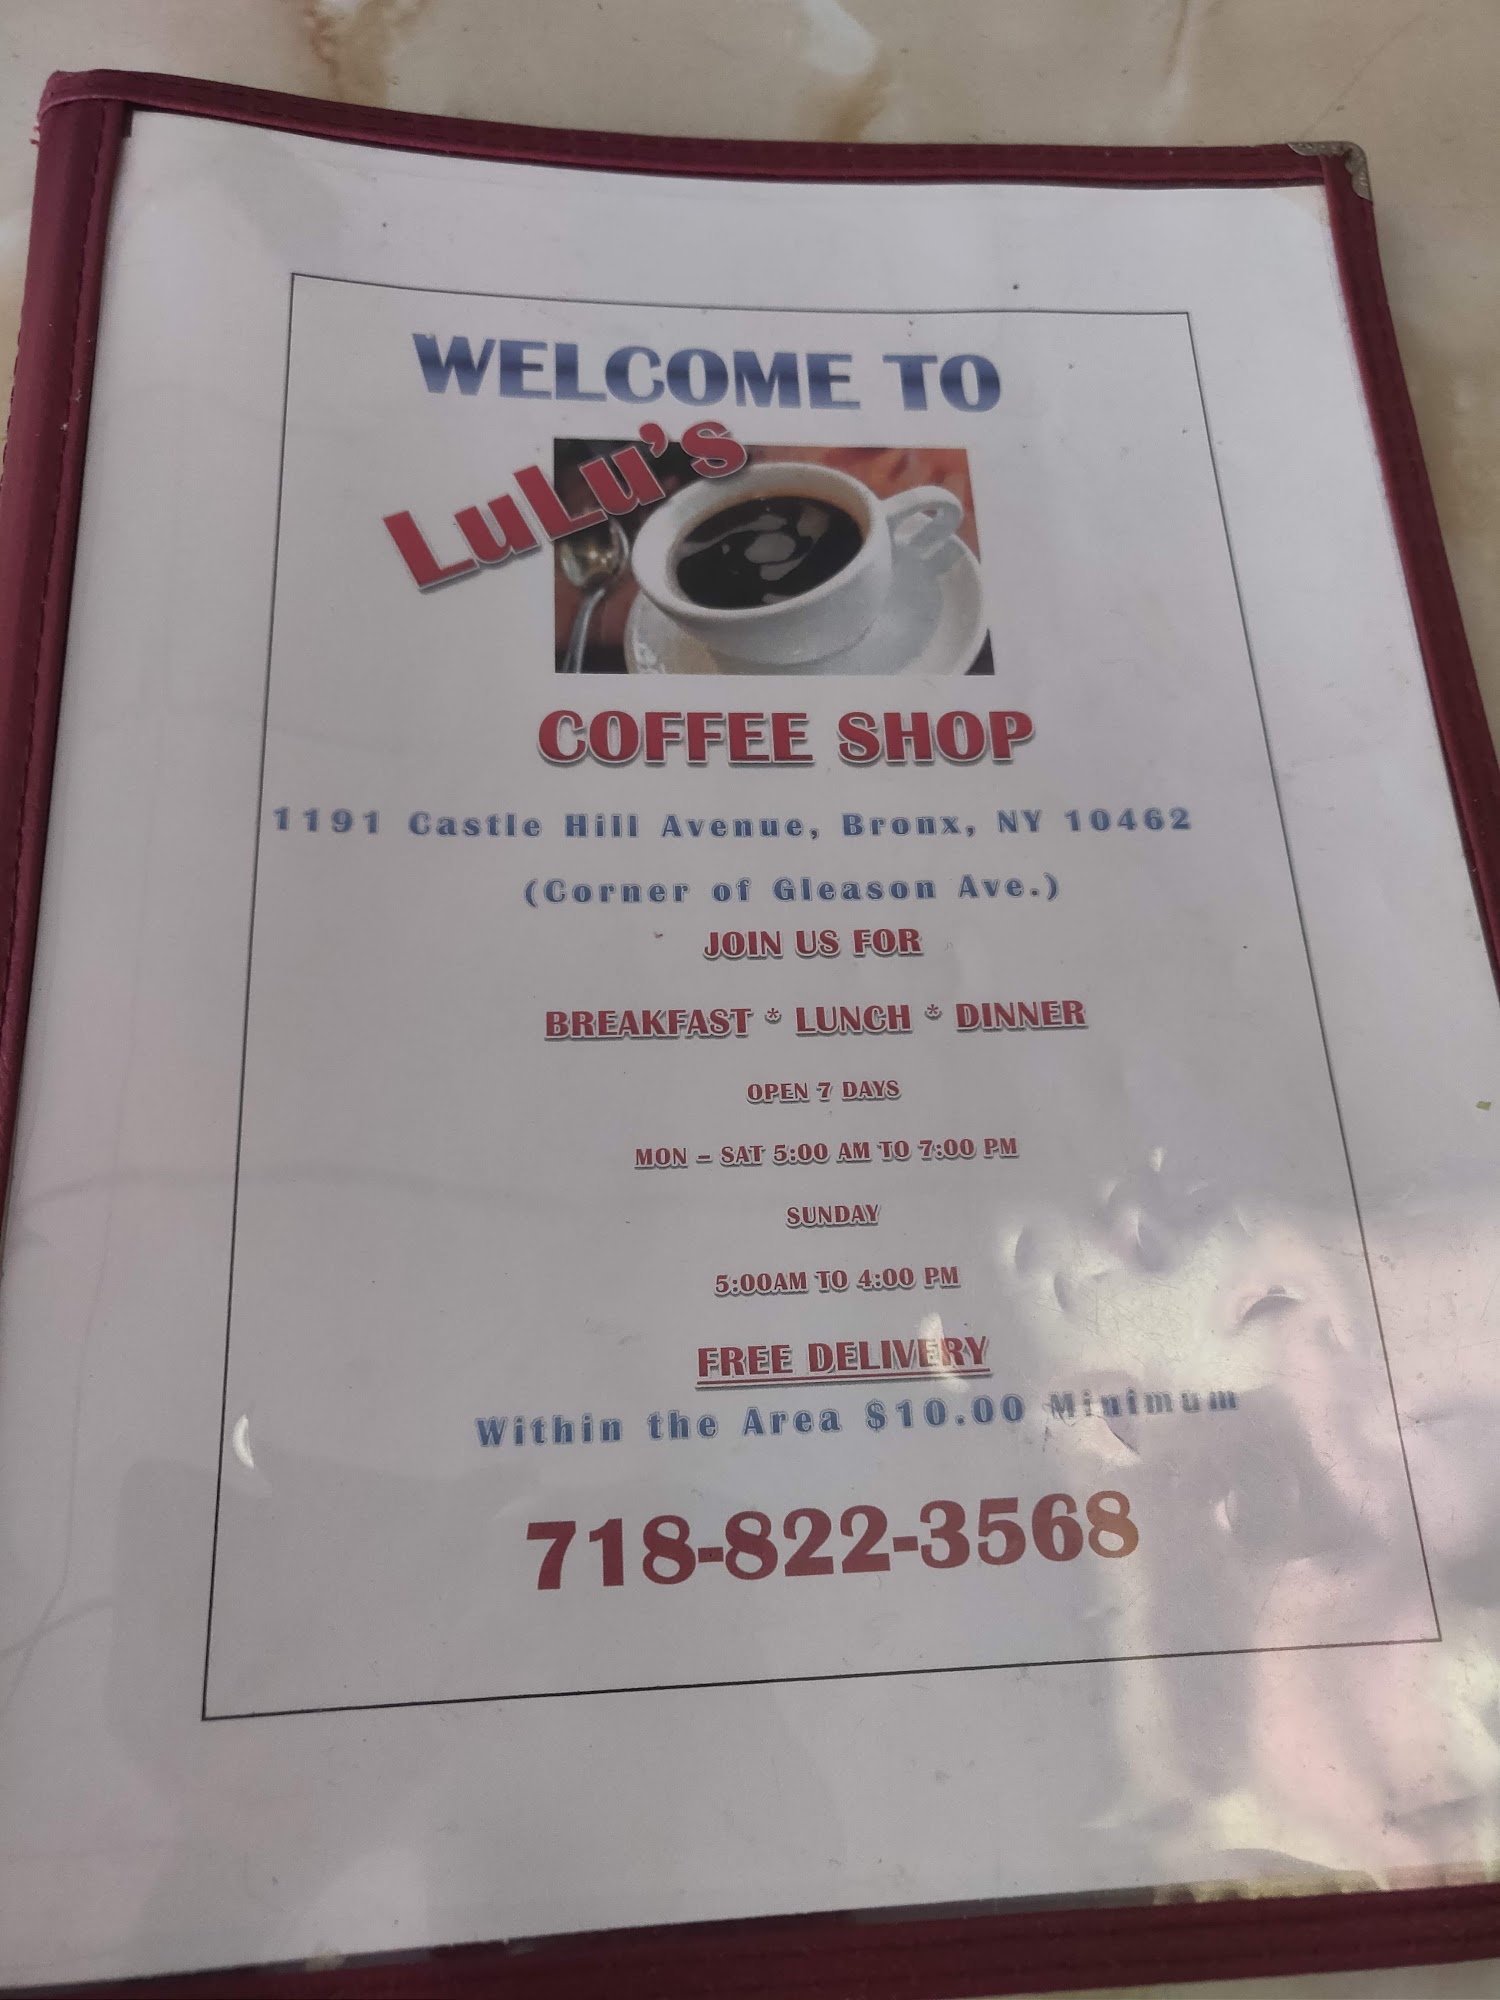 WELCOME TO
LuLu's
COFFEE SHOP
1191 Castle Hill Avenue, Bronx, NY 10462
(Corner of Gleason Ave.)
JOIN US FOR
BREAKFAST * LUNCH * DINNER
OPEN 7 DAYS
MON – SAT 5:00 AM TO 7:00 PM
SUNDAY
5:00AM TO 4:00 PM
FREE DELIVERY
Within the Area $10.00 Minimum
718-822-3568